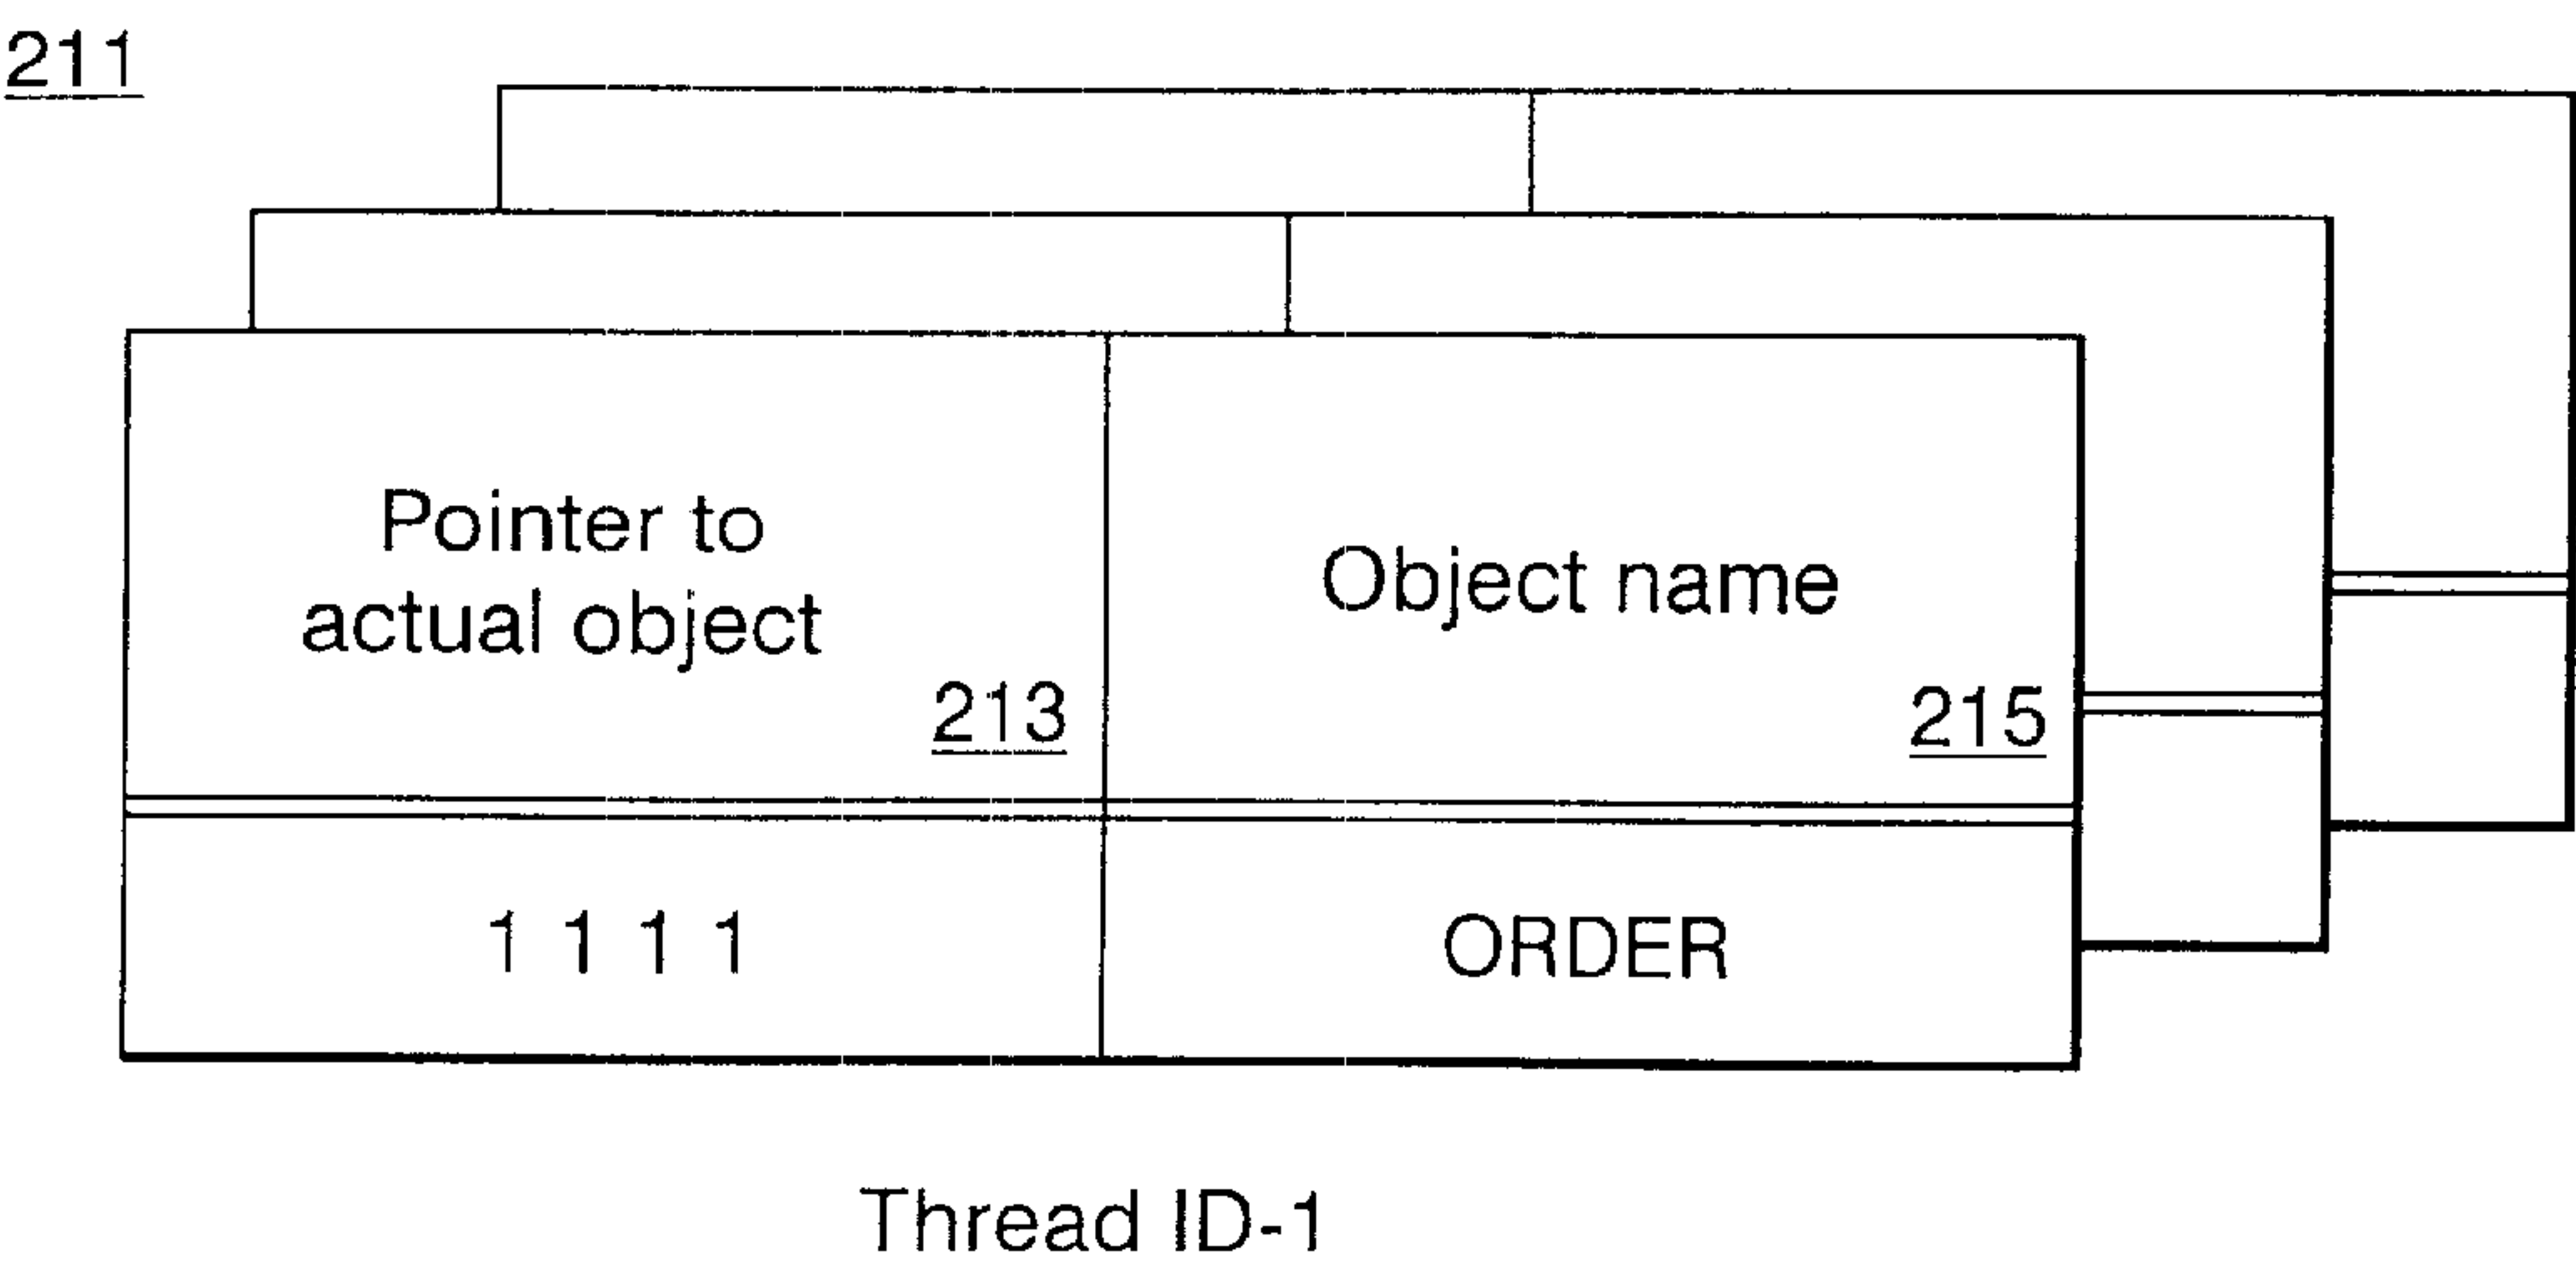 211
Pointer to
actual object
213
Object name
215
1 1 1 1
ORDER
Thread ID-1